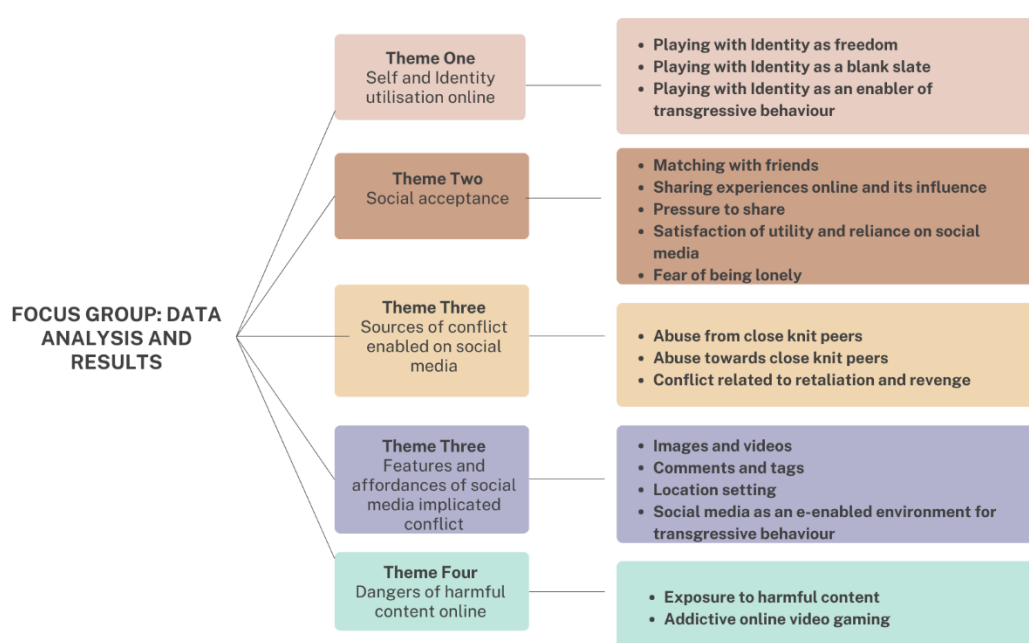 FOCUS GROUP: DATA
ANALYSIS AND
RESULTS
Theme One
Self and Identity
utilisation online
• Playing with Identity as freedom
• Playing with Identity as a blank slate
• Playing with Identity as an enabler of
transgressive behaviour
Theme Two
Social acceptance
• Matching with friends
• Sharing experiences online and its influence
• Pressure to share
• Satisfaction of utility and reliance on social
media
• Fear of being lonely
Theme Three
Sources of conflict
enabled on social
media
• Abuse from close knit peers
• Abuse towards close knit peers
• Conflict related to retaliation and revenge
Theme Three
Features and
affordances of social
media implicated
conflict
• Images and videos
• Comments and tags
• Location setting
• Social media as an e-enabled environment for
transgressive behaviour
Theme Four
Dangers of harmful
content online
• Exposure to harmful content
• Addictive online video gaming